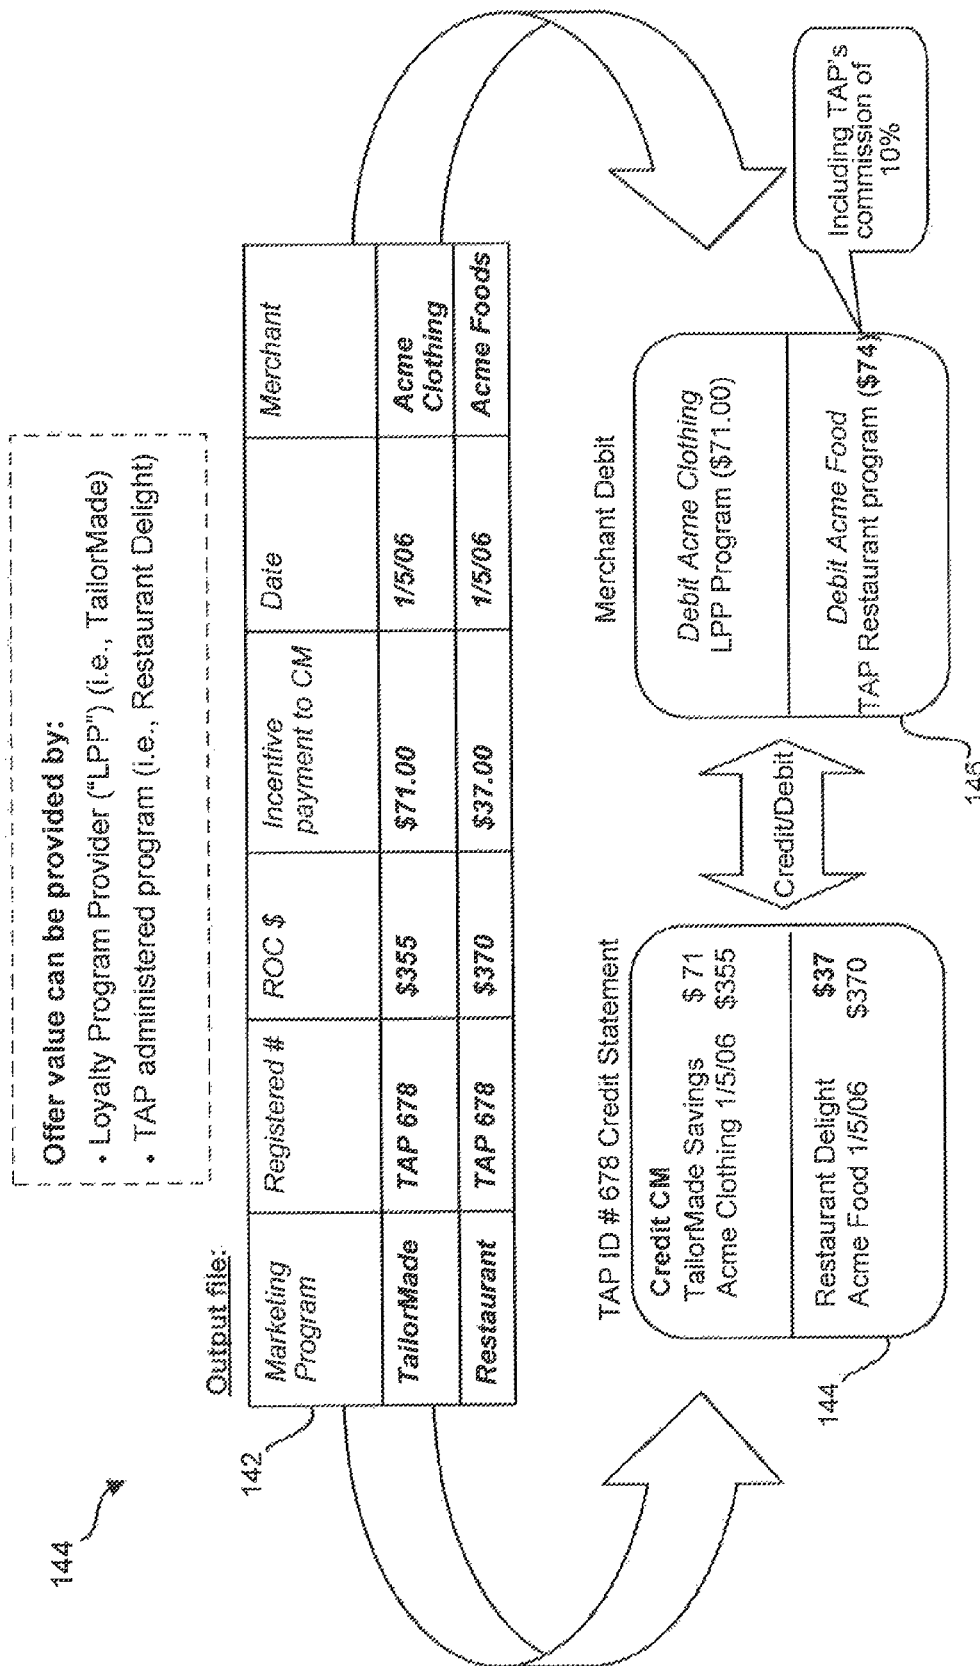 144
Offer value can be provided by:
• Loyalty Program Provider ("LPP") (i.e., TailorMade)
• TAP administered program (i.e., Restaurant Delight)
Output file:
142
Marketing Program Registered # ROC $ Incentive payment to CM Date Merchant
TailorMade TAP 678 $355 $71.00 1/5/06 Acme Clothing
Restaurant TAP 678 $370 $37.00 1/5/06 Acme Foods
TAP ID # 678 Credit Statement
Credit CM
TailorMade Savings $71
Acme Clothing 1/5/06 $355
Restaurant Delight $37
Acme Food 1/5/06 $370
144
Credit/Debit
Merchant Debit
Debit Acme Clothing
LPP Program ($71.00)
Debit Acme Food
TAP Restaurant program ($74)
146
Including TAP's
commission of
10%